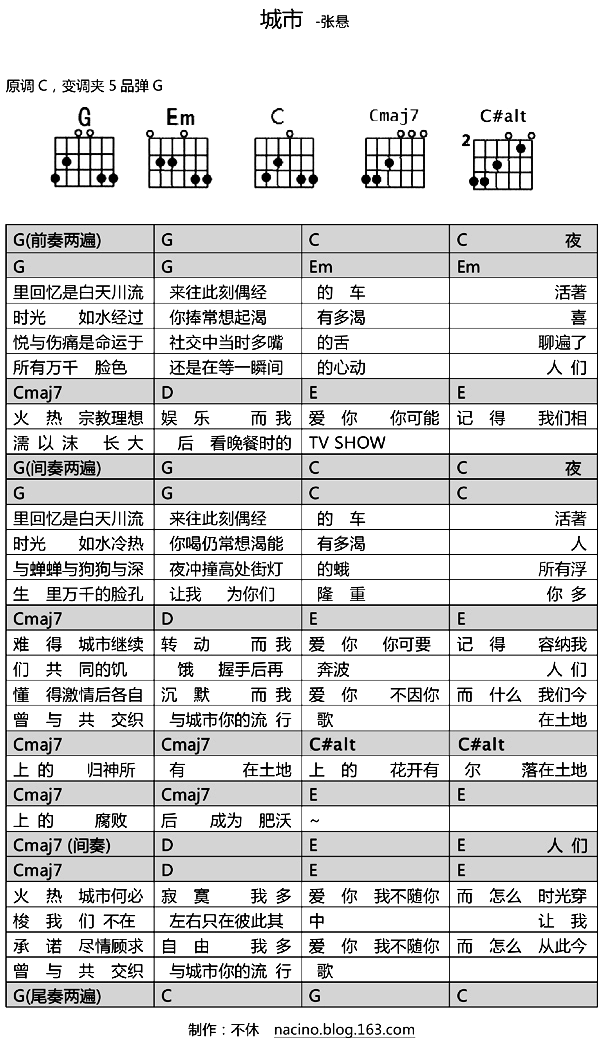 城市 -张悬
原调 C，变调夹 5 品弹 G
G Em C Cmaj7 C#alt
2
G(前奏两遍) G C C 夜
G G Em Em
里回忆是白天川流 来往此刻偶经 的 车 活著
时光 如水经过 你捧常想起渴 有多渴 喜
悦与伤痛是命运于 社交中当时多嘴 的舌 聊遍了
所有万千 脸色 还是在等一瞬间 的心动 人 们
Cmaj7 D E E
火 热 宗教理想 娱 乐 而 我 爱 你 你可能 记 得 我们相
濡 以 沫 长 大 后 看晚餐时的 TV SHOW
G(间奏两遍) G C C 夜
G G C C
里回忆是白天川流 来往此刻偶经 的 车 活著
时光 如水冷热 你喝仍常想渴能 有多渴 人
与蝉蝉与狗狗与深 夜冲撞高处街灯 的蛾 所有浮
生 里万千的脸孔 让我 为你们 隆 重 你 多
Cmaj7 D E E
难 得 城市继续 转 动 而 我 爱 你 你可要 记 得 容纳我
们 共 同的饥 饿 握手后再 奔波 人 们
懂 得激情后各自 沉 默 而 我 爱 你 不因你 而 什么 我们今
曾 与 共 交织 与城市你的流 行 歌 在土地
Cmaj7 Cmaj7 C#alt C#alt
上 的 归神所 有 在土地 上 的 花开有 尔 落在土地
Cmaj7 Cmaj7 E E
上 的 腐败 后 成为 肥沃 ~
Cmaj7 (间奏) D E E 人 们
Cmaj7 D E E
火 热 城市何必 寂 寞 我 多 爱 你 我不随你 而 怎么 时光穿
梭 我 们 不在 左右只在彼此其 中 让 我
承 诺 尽情顾求 自 由 我 多 爱 你 我不随你 而 怎么 从此今
曾 与 共 交织 与城市你的流 行 歌
G(尾奏两遍) C G C
制作：不休 nacino.blog.163.com